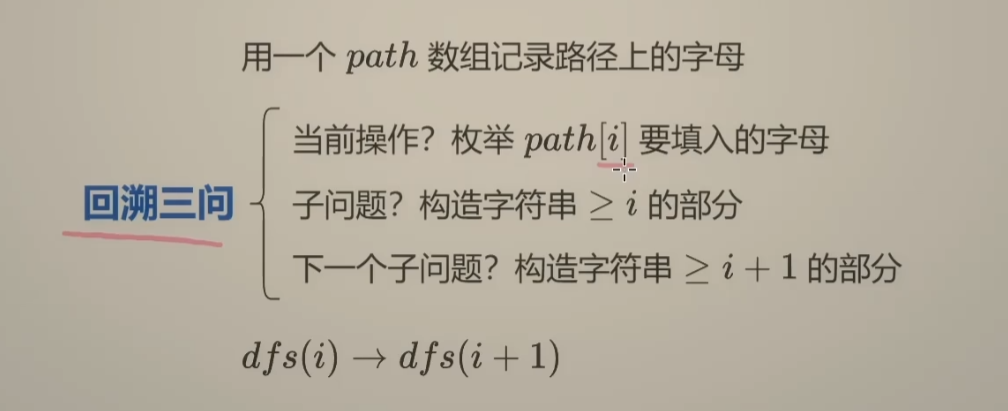 用一个 path 数组记录路径上的字母
当前操作？枚举 path[i] 要填入的字母
回溯三问
子问题？构造字符串 ≥ i 的部分
下一个子问题？构造字符串 ≥ i + 1 的部分
dfs(i) → dfs(i + 1)